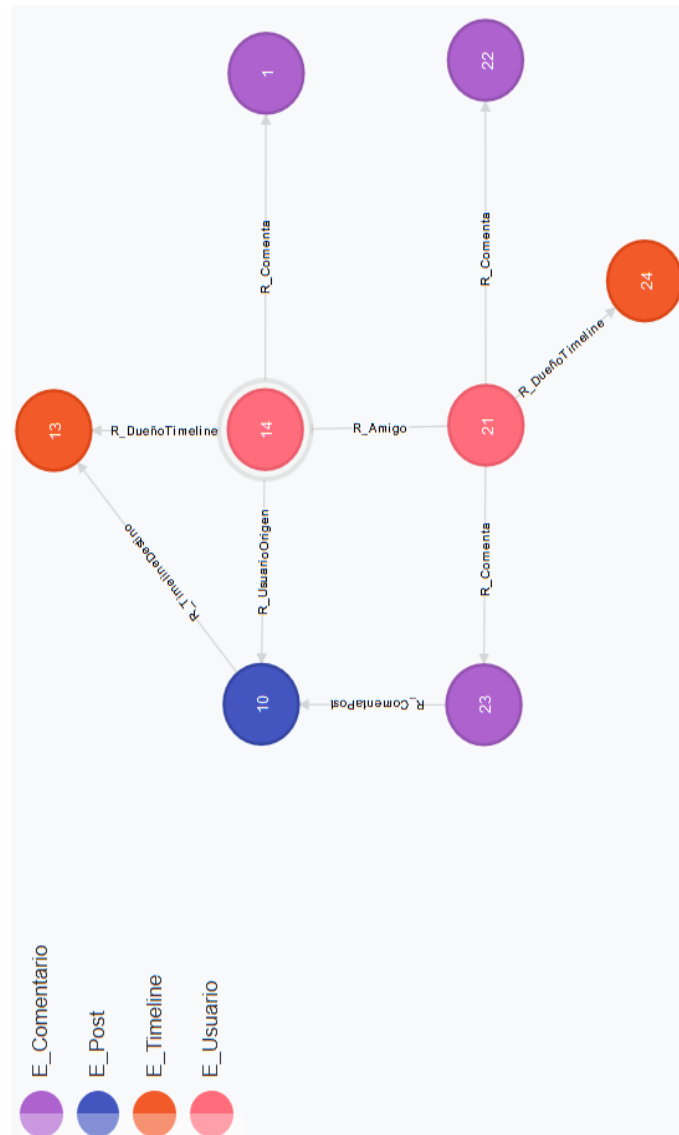 E_Comentario
E_Post
E_Timeline
E_Usuario
13
R_TimelineDesino
R_DueñoTimeline
10
R_UsuarioOrigen
14
R_Comenta
1
R_ComentaPost
R_Amigo
23
R_Comenta
21
R_Comenta
22
R_DueñoTimeline
24